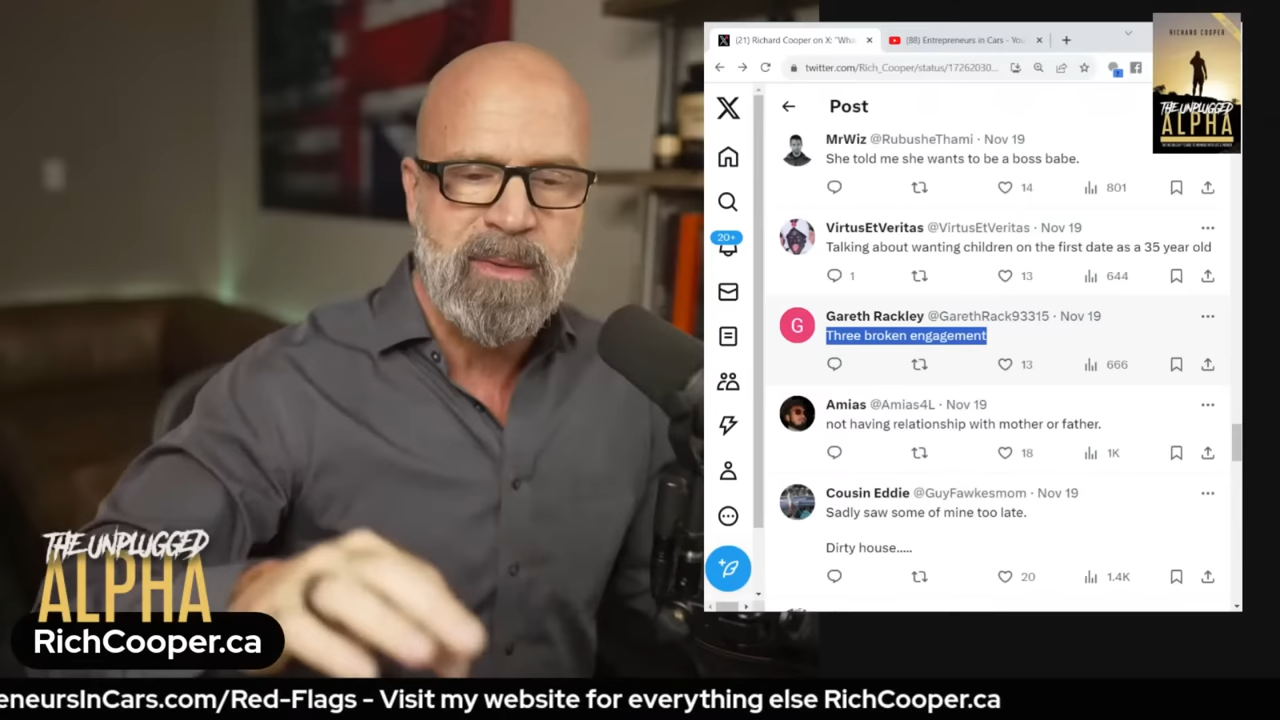 (21) Richard Cooper on X: "Wha
(88) Entrepreneurs in Cars - You
twitter.com/Rich_Cooper/status/17262030...
RICHARD COOPER
THE UNPLUGGED
ALPHA
Post
20+
MrWiz @RubusheThami · Nov 19
She told me she wants to be a boss babe.
14 801
VirtusEtVeritas @VirtusEtVeritas · Nov 19
Talking about wanting children on the first date as a 35 year old
1 13 644
G
Gareth Rackley @GarethRack93315 · Nov 19
Three broken engagement
13 666
Amias @Amias4L · Nov 19
not having relationship with mother or father.
18 1K
Cousin Eddie @GuyFawkesmom · Nov 19
Sadly saw some of mine too late.
Dirty house.....
20 1.4K
THE UNPLUGGED
ALPHA
RichCooper.ca
eneursInCars.com/Red-Flags - Visit my website for everything else RichCooper.ca